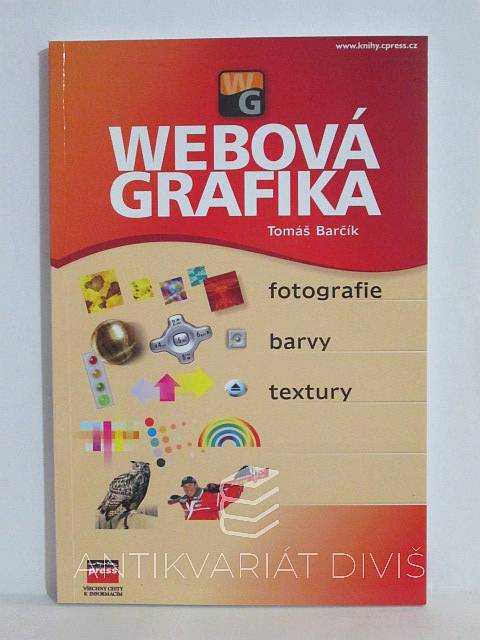 www.knihy.cpress.cz
WG
WEBOVÁ
GRAFIKA
Tomáš Barčík
fotografie
barvy
textury
ANTIKVARIÁT DIVIŠ
press
VŠECHNY CESTY
K INFORMACÍM